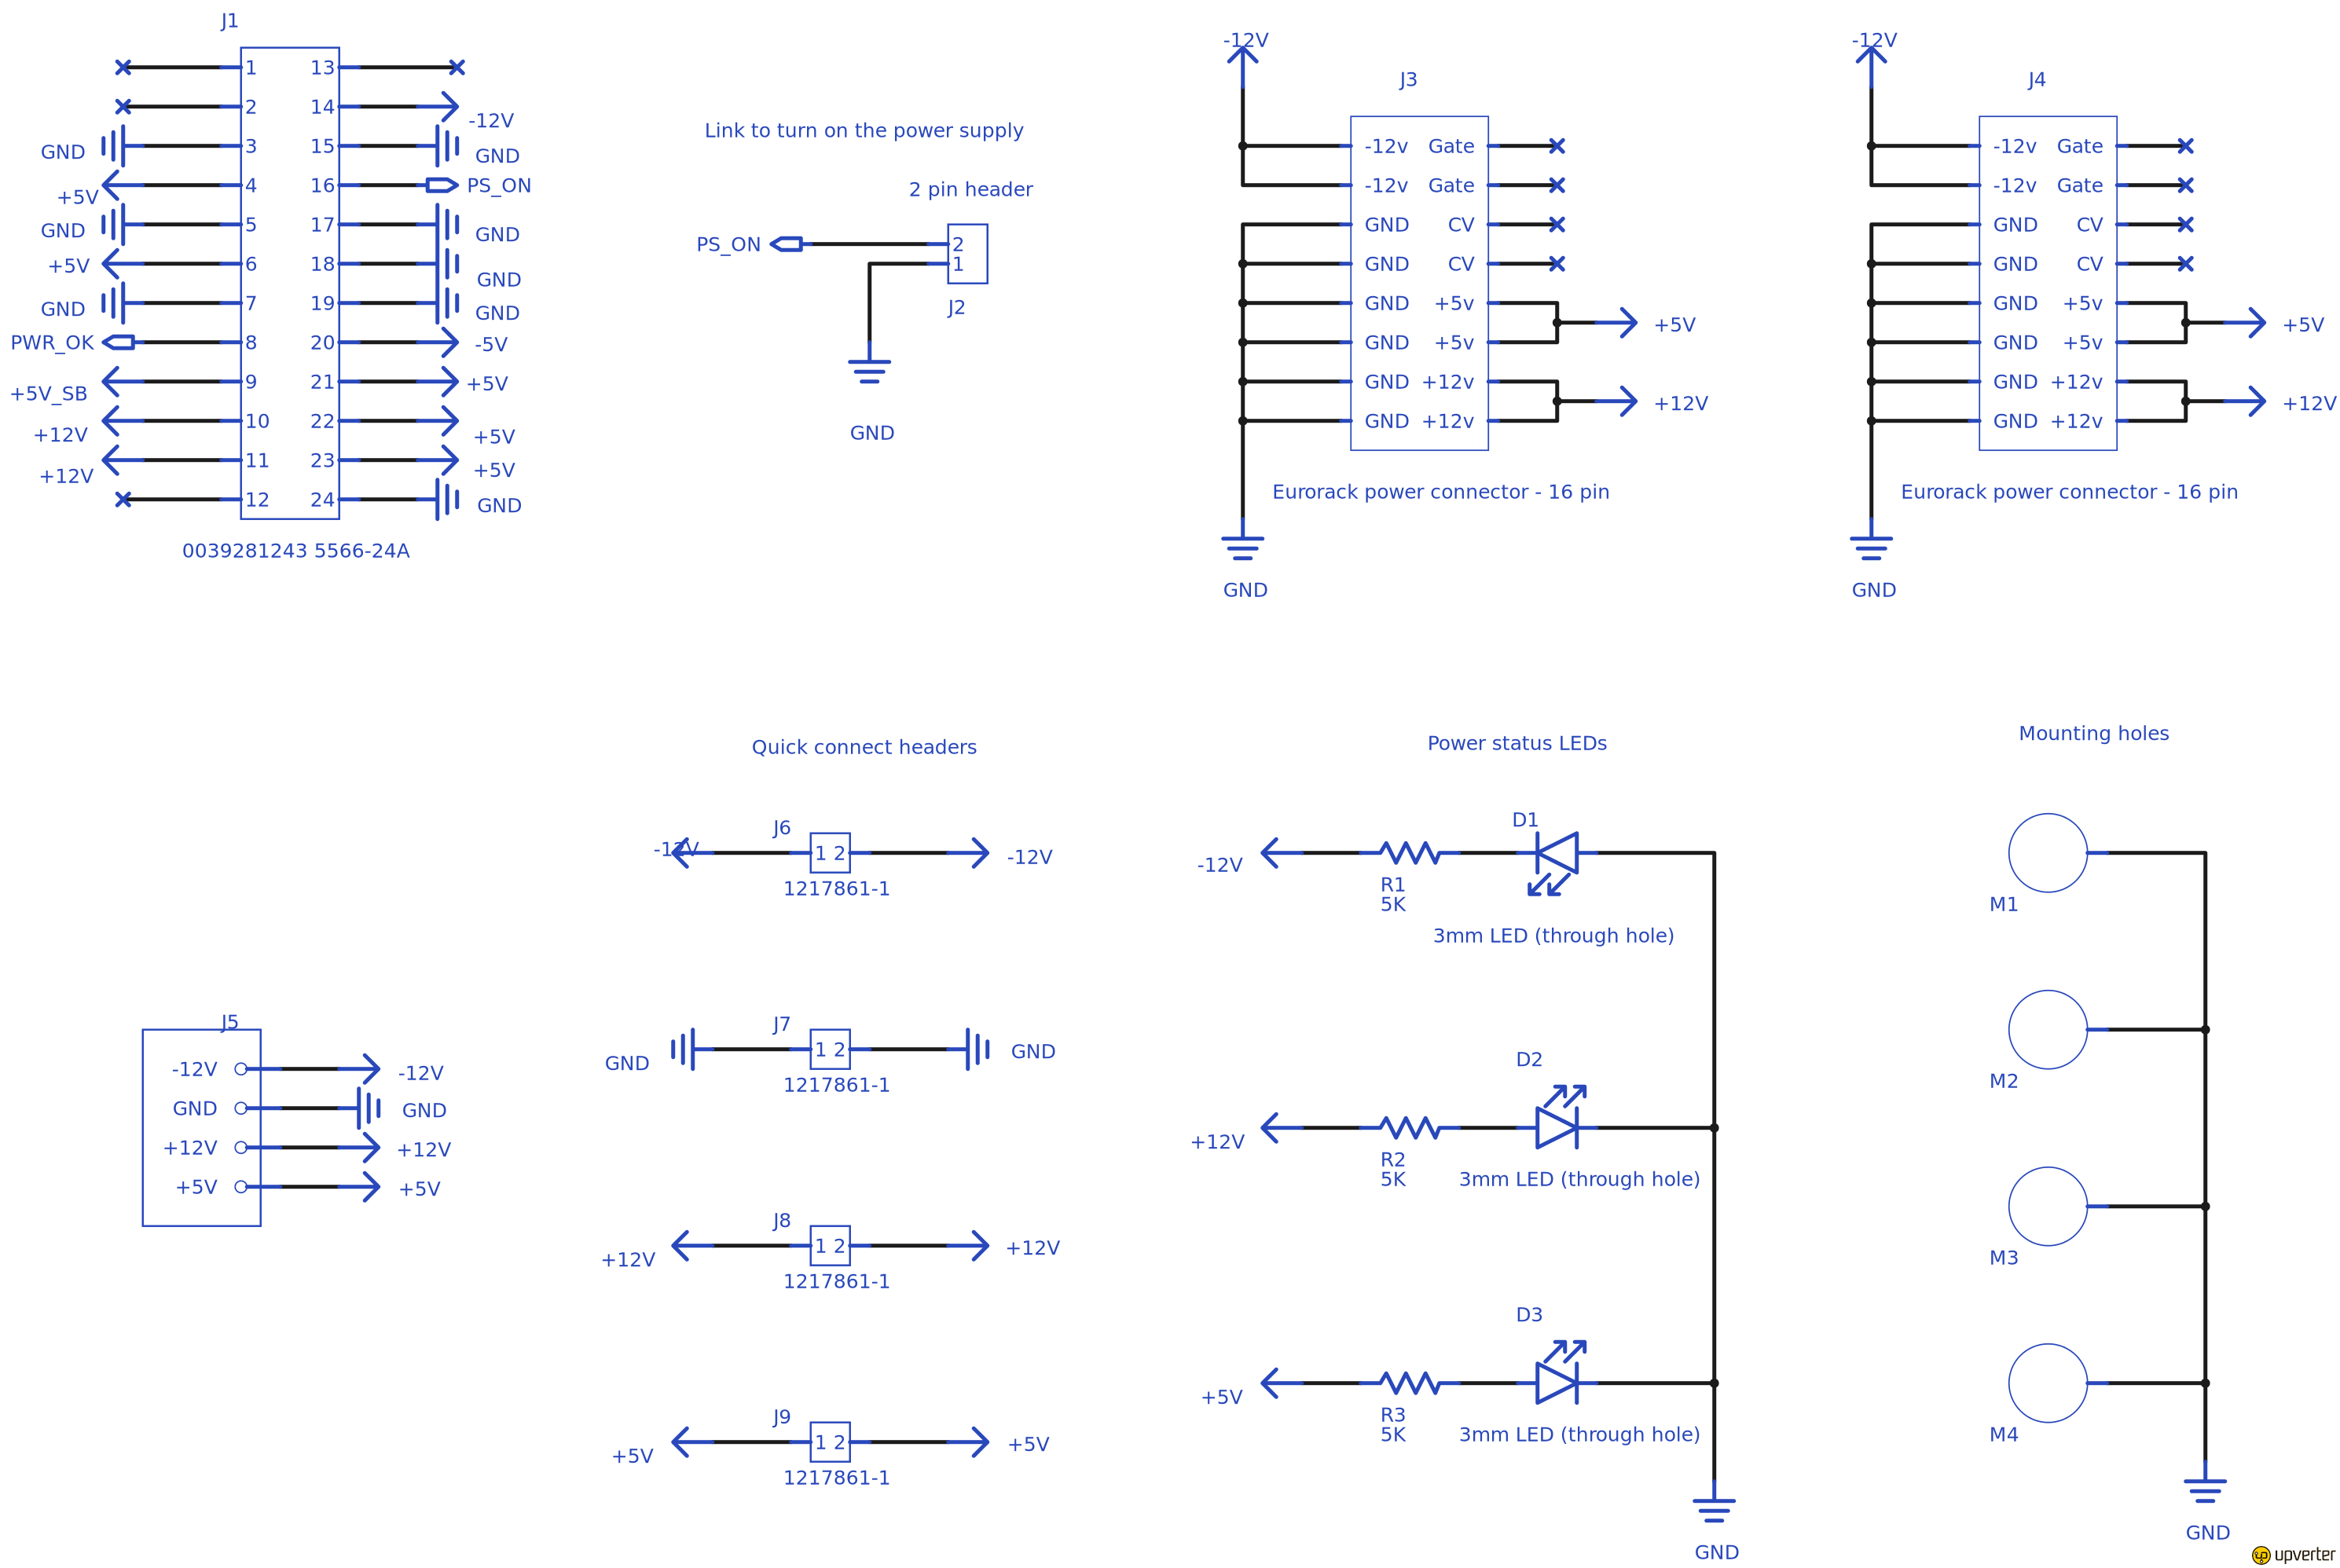 J1
1 13
2 14
-12V
GND 3 15 GND
+5V 4 16 PS_ON
GND 5 17 GND
+5V 6 18 GND
GND 7 19 GND
PWR_OK 8 20 -5V
+5V_SB 9 21 +5V
+12V 10 22 +5V
+12V 11 23 +5V
12 24 GND
0039281243 5566-24A
Link to turn on the power supply
2 pin header
PS_ON 2
1
J2
GND
-12V
J3
-12v Gate
-12v Gate
GND CV
GND CV
GND +5v
+5V
GND +5v
GND +12v
+12V
GND +12v
Eurorack power connector - 16 pin
GND
-12V
J4
-12v Gate
-12v Gate
GND CV
GND CV
GND +5v
+5V
GND +5v
GND +12v
+12V
GND +12v
Eurorack power connector - 16 pin
GND
J5
-12V -12V
GND GND
+12V +12V
+5V +5V
Quick connect headers
J6
-12V 1 2 -12V
1217861-1
J7
GND 1 2 GND
1217861-1
J8
+12V 1 2 +12V
1217861-1
J9
+5V 1 2 +5V
1217861-1
Power status LEDs
D1
-12V
R1
5K
3mm LED (through hole)
D2
+12V
R2
5K
3mm LED (through hole)
D3
+5V
R3
5K
3mm LED (through hole)
GND
Mounting holes
M1
M2
M3
M4
GND
upverter